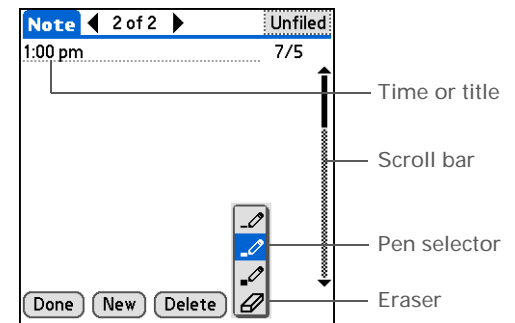 Note 2 of 2 Unfiled
1:00 pm 7/5
Time or title
Scroll bar
Pen selector
Done New Delete
Eraser